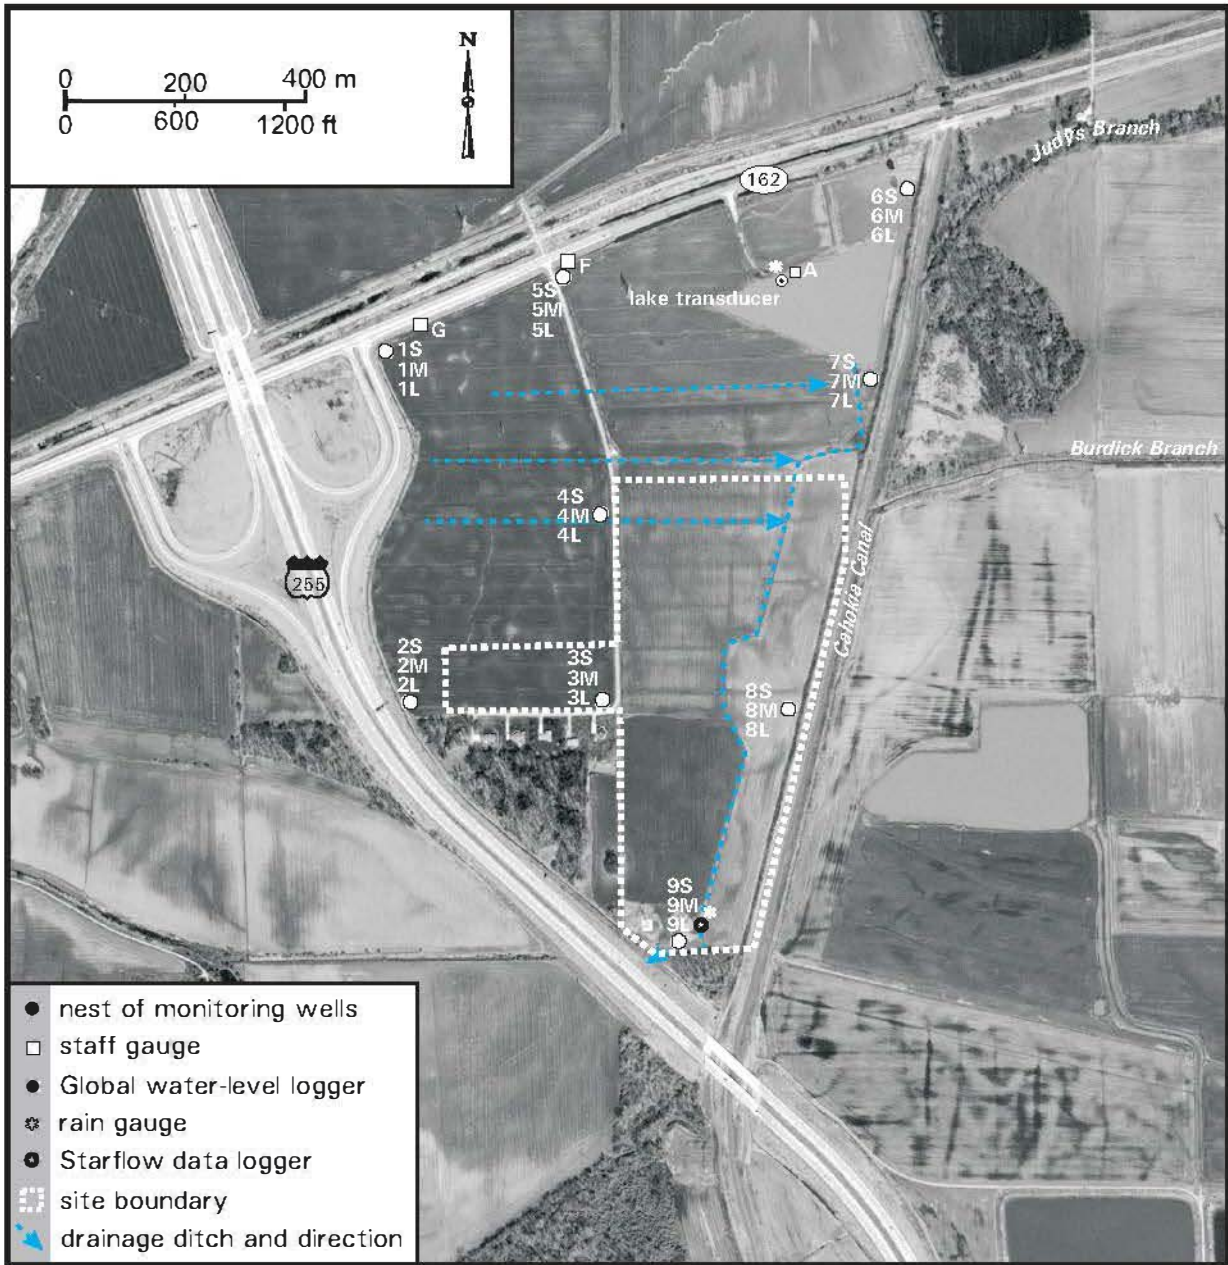 N
0 200 400 m
0 600 1200 ft
Judys Branch
162
6S
6M
6L
F
A
5S
5M
5L
lake transducer
G
1S
1M
1L
7S
7M
7L
Burdick Branch
4S
4M
4L
255
Cahokia Canal
2S
2M
2L
3S
3M
3L
8S
8M
8L
9S
9M
9L
nest of monitoring wells
staff gauge
Global water-level logger
rain gauge
Starflow data logger
site boundary
drainage ditch and direction